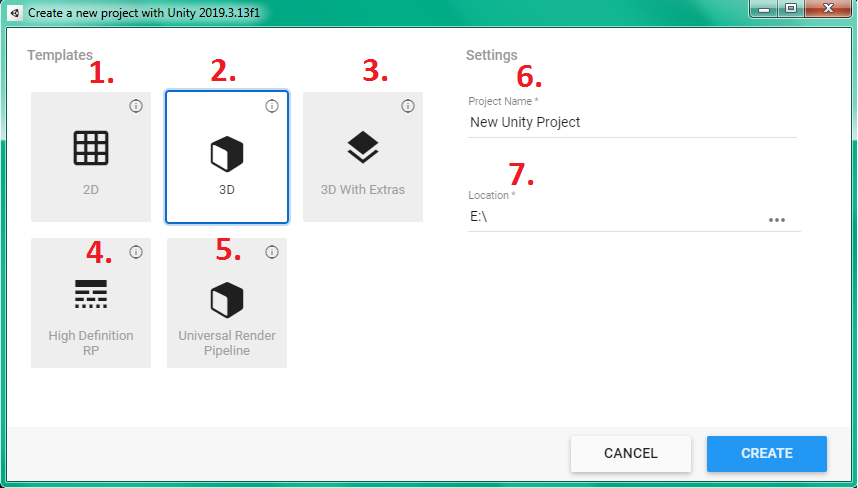 Create a new project with Unity 2019.3.13f1
Templates
1.
2.
3.
2D
3D
3D With Extras
4.
5.
High Definition
RP
Universal Render
Pipeline
Settings
6.
Project Name *
New Unity Project
7.
Location *
E:\
CANCEL
CREATE